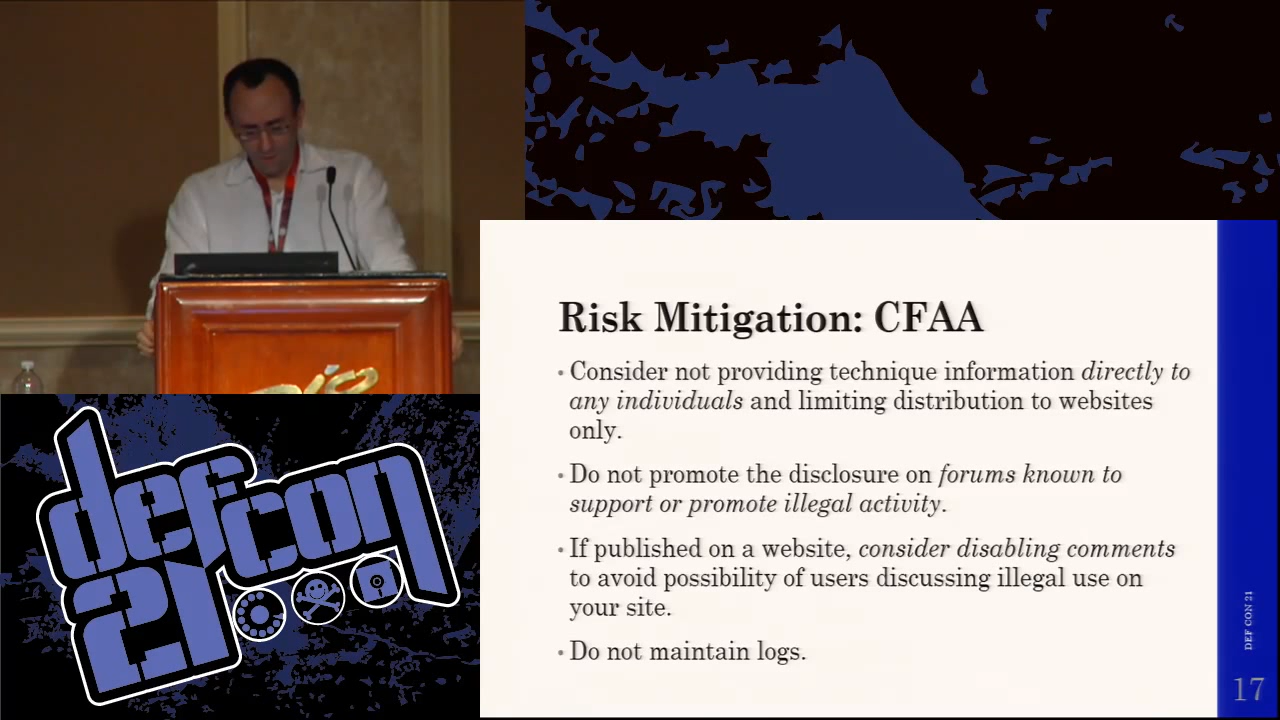 Risk Mitigation: CFAA
• Consider not providing technique information directly to
any individuals and limiting distribution to websites
only.
• Do not promote the disclosure on forums known to
support or promote illegal activity.
• If published on a website, consider disabling comments
to avoid possibility of users discussing illegal use on
your site.
• Do not maintain logs.
DEF CON 21
17
defcon
21